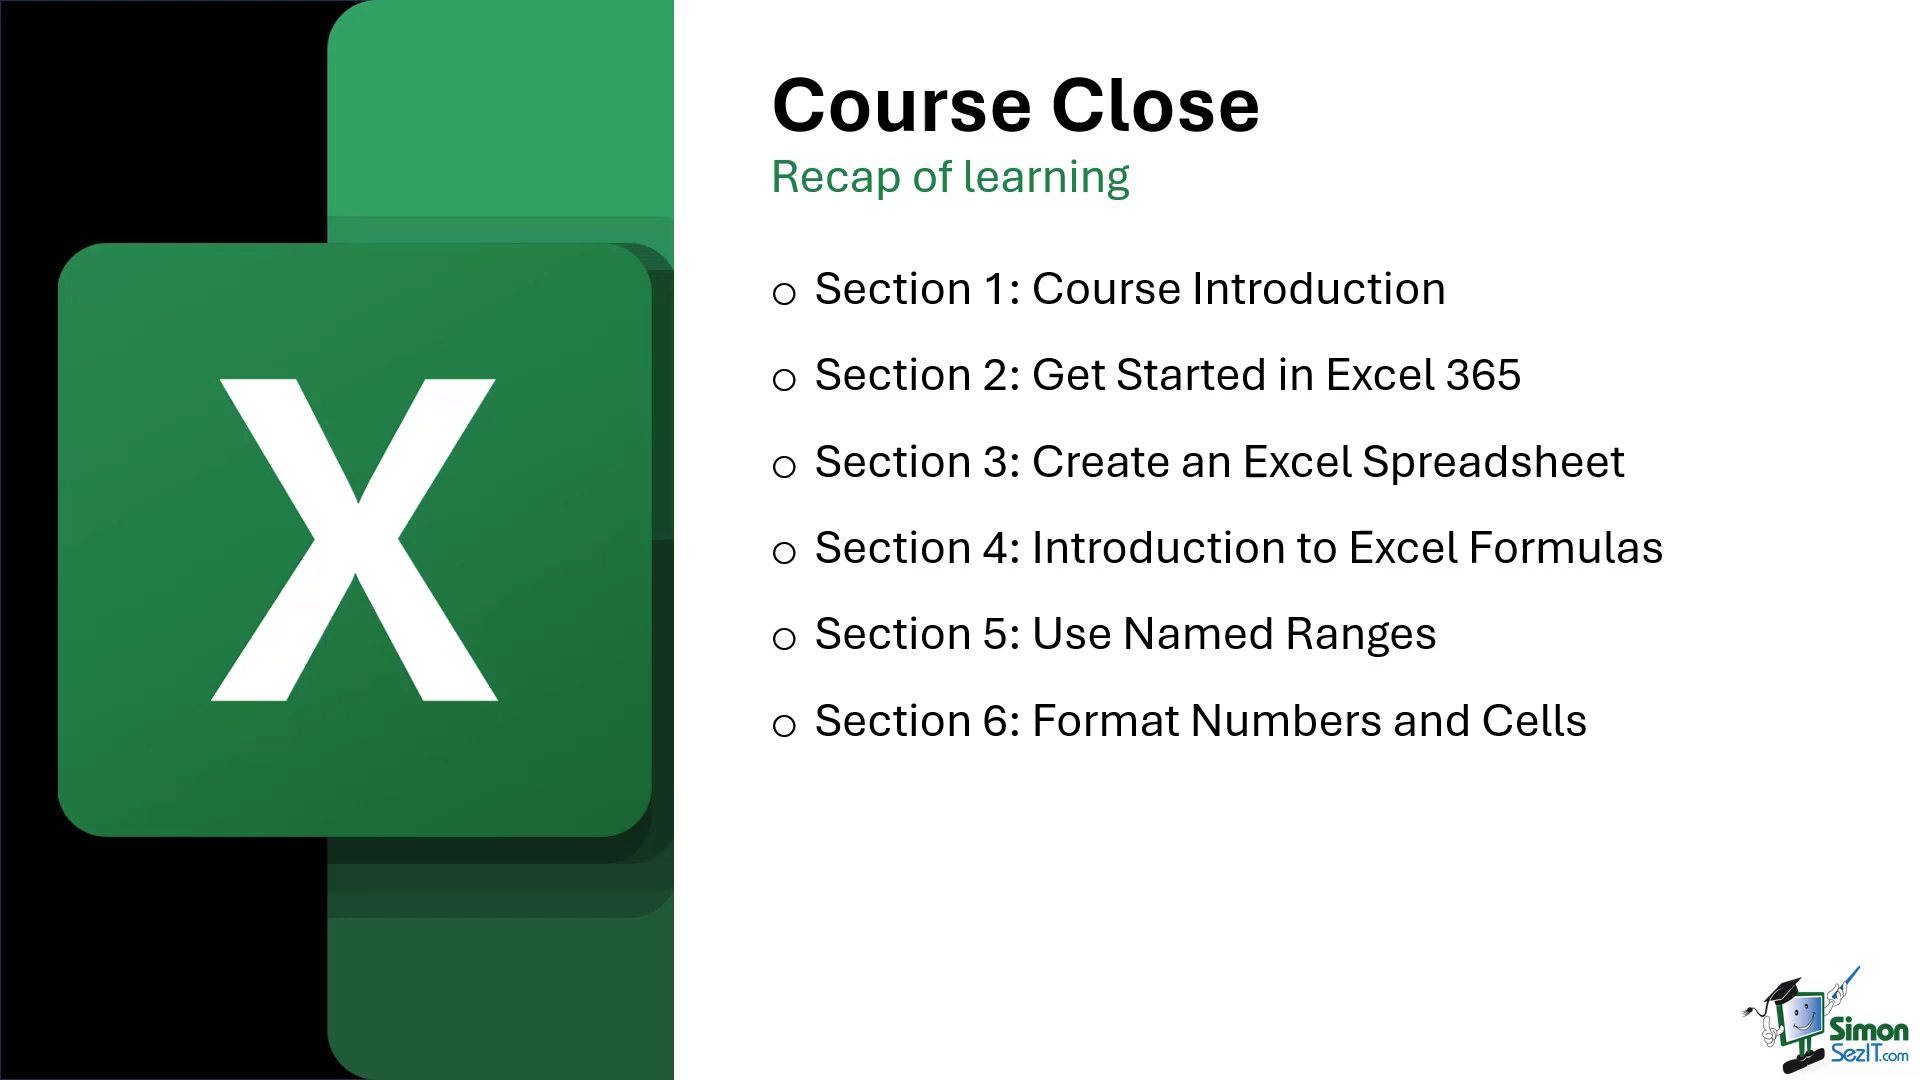 Course Close
Recap of learning
Section 1: Course Introduction
Section 2: Get Started in Excel 365
Section 3: Create an Excel Spreadsheet
Section 4: Introduction to Excel Formulas
Section 5: Use Named Ranges
Section 6: Format Numbers and Cells
X
Simon
SezIT.com